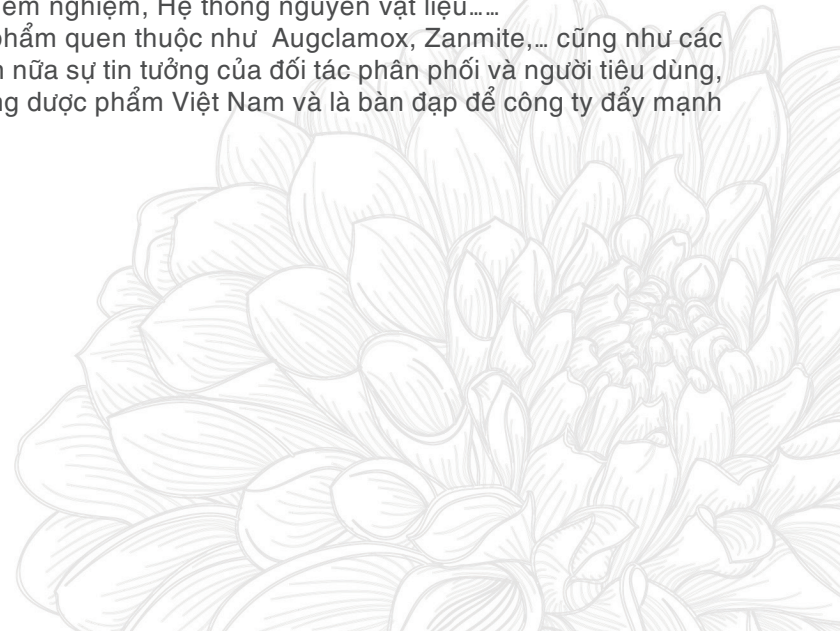 nghiệm, Hệ thống nguyên vật liệu……
phẩm quen thuộc như Augclamox, Zanmite,… cũng như các
nữa sự tin tưởng của đối tác phân phối và người tiêu dùng,
dược phẩm Việt Nam và là bàn đạp để công ty đẩy mạnh